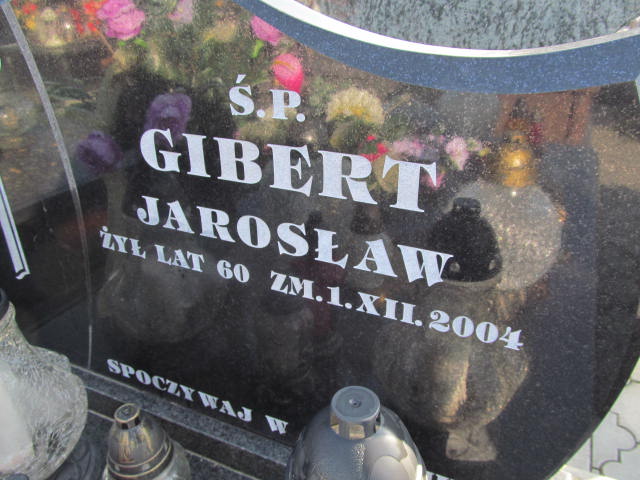 Ś.P.
GIBERT
JAROSŁAW
ŻYŁ LAT 60 ZM. 1. XII. 2004
SPOCZYWAJ W